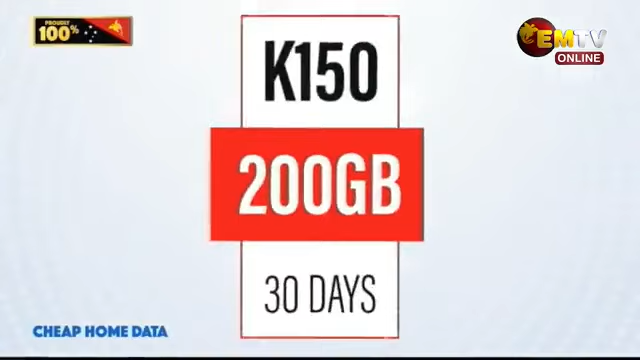 PROUDLY
100%
EMTV
ONLINE
K150
200GB
30 DAYS
CHEAP HOME DATA